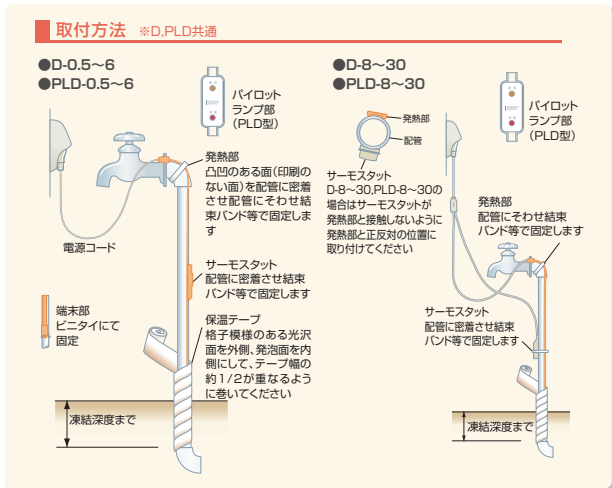 取付方法 ※D,PLD共通
●D-0.5～6
●PLD-0.5～6
パイロット
ランプ部
(PLD型)
発熱部
凸凹のある面(印刷の
ない面)を配管に密着
させ配管にそわせ結
束バンド等で固定しま
す
電源コード
サーモスタット
配管に密着させ結束
バンド等で固定します
端末部
ビニタイにて
固定
保温テープ
格子模様のある光沢
面を外側、発泡面を内
側にして、テープ幅の
約1/2が重なるよう
に巻いてください
凍結深度まで
●D-8～30
●PLD-8～30
発熱部
配管
サーモスタット
D-8～30,PLD-8～30の
場合はサーモスタットが
発熱部と接触しないように
発熱部と正反対の位置に
取り付けてください
パイロット
ランプ部
(PLD型)
発熱部
配管にそわせ結束
バンド等で固定します
サーモスタット
配管に密着させ結束
バンド等で固定します
凍結深度まで